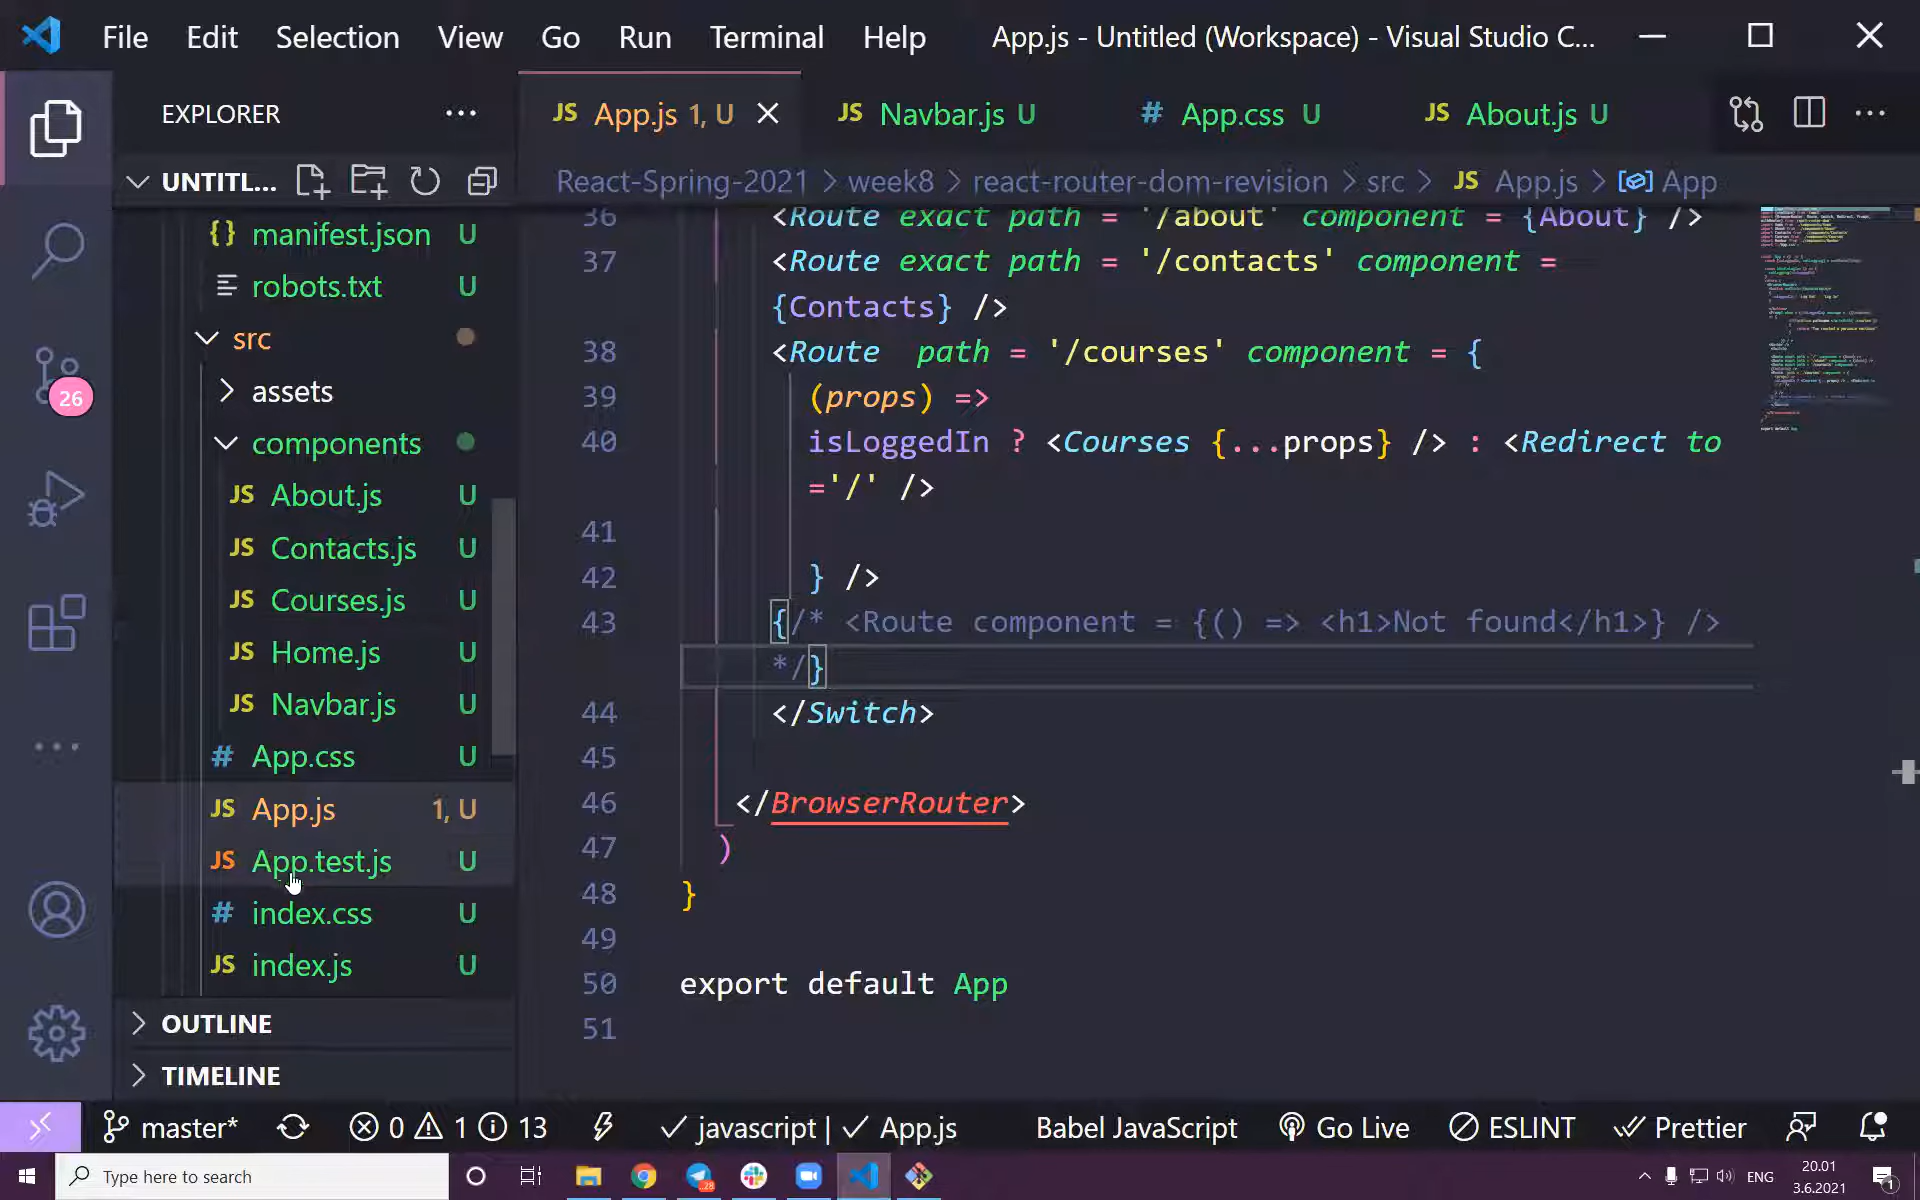 File Edit Selection View Go Run Terminal Help App.js - Untitled (Workspace) - Visual Studio C...
EXPLORER
JS App.js 1, U JS Navbar.js U # App.css U JS About.js U
UNTITL...
React-Spring-2021 > week8 > react-router-dom-revision > src > JS App.js > App
{} manifest.json U
robots.txt U
src
assets
components
JS About.js U
JS Contacts.js U
JS Courses.js U
JS Home.js U
JS Navbar.js U
# App.css U
JS App.js 1, U
JS App.test.js U
# index.css U
JS index.js U
OUTLINE
TIMELINE
26
36 <Route exact path = '/about' component = {About} />
37 <Route exact path = '/contacts' component =
{Contacts} />
38 <Route  path = '/courses' component = {
39 (props) =>
40 isLoggedIn ? <Courses {...props} /> : <Redirect to
='/' />
41
42 } />
43 {/* <Route component = {() => <h1>Not found</h1>} />
*/}
44 </Switch>
45
46 </BrowserRouter>
47 )
48 }
49
50 export default App
51
master* 0 1 13 javascript | App.js Babel JavaScript Go Live ESLINT Prettier
Type here to search
28
ENG
20.01
3.6.2021
1